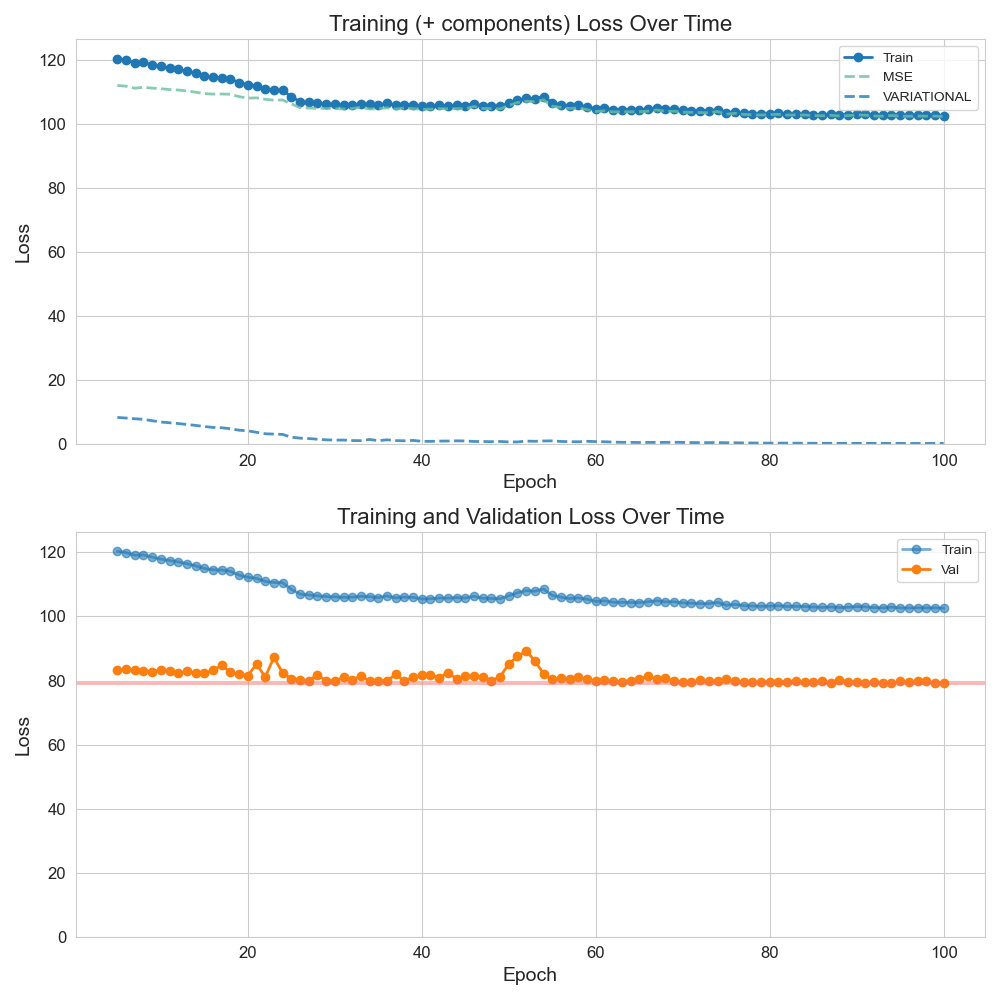 Training (+ components) Loss Over Time
Train
MSE
VARIATIONAL
120
100
80
60
40
20
0
Loss
20 40 60 80 100
Epoch
Training and Validation Loss Over Time
Train
Val
120
100
80
60
40
20
0
Loss
20 40 60 80 100
Epoch